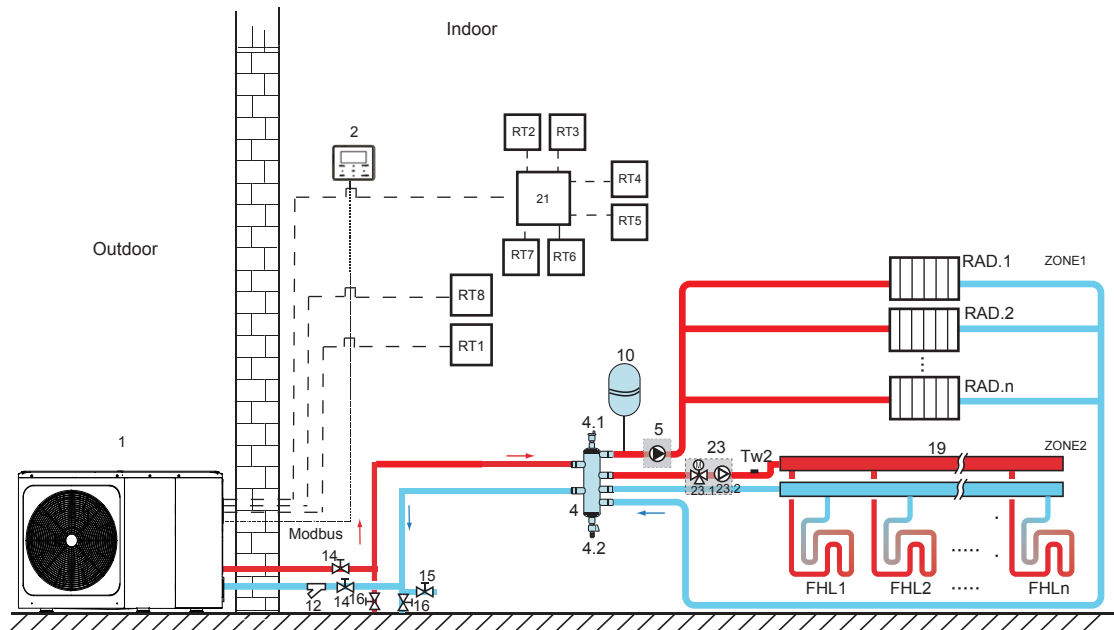 Indoor
2
RT2
RT3
RT4
21
RT5
RT7
RT6
Outdoor
RAD.1
ZONE1
RT8
RAD.2
RT1
10
RAD.n
4.1
5
1
23
Tw2
19
ZONE2
23.1
23.2
4
Modbus
4.2
14
15
12
14
16
16
FHL1
FHL2
FHLn